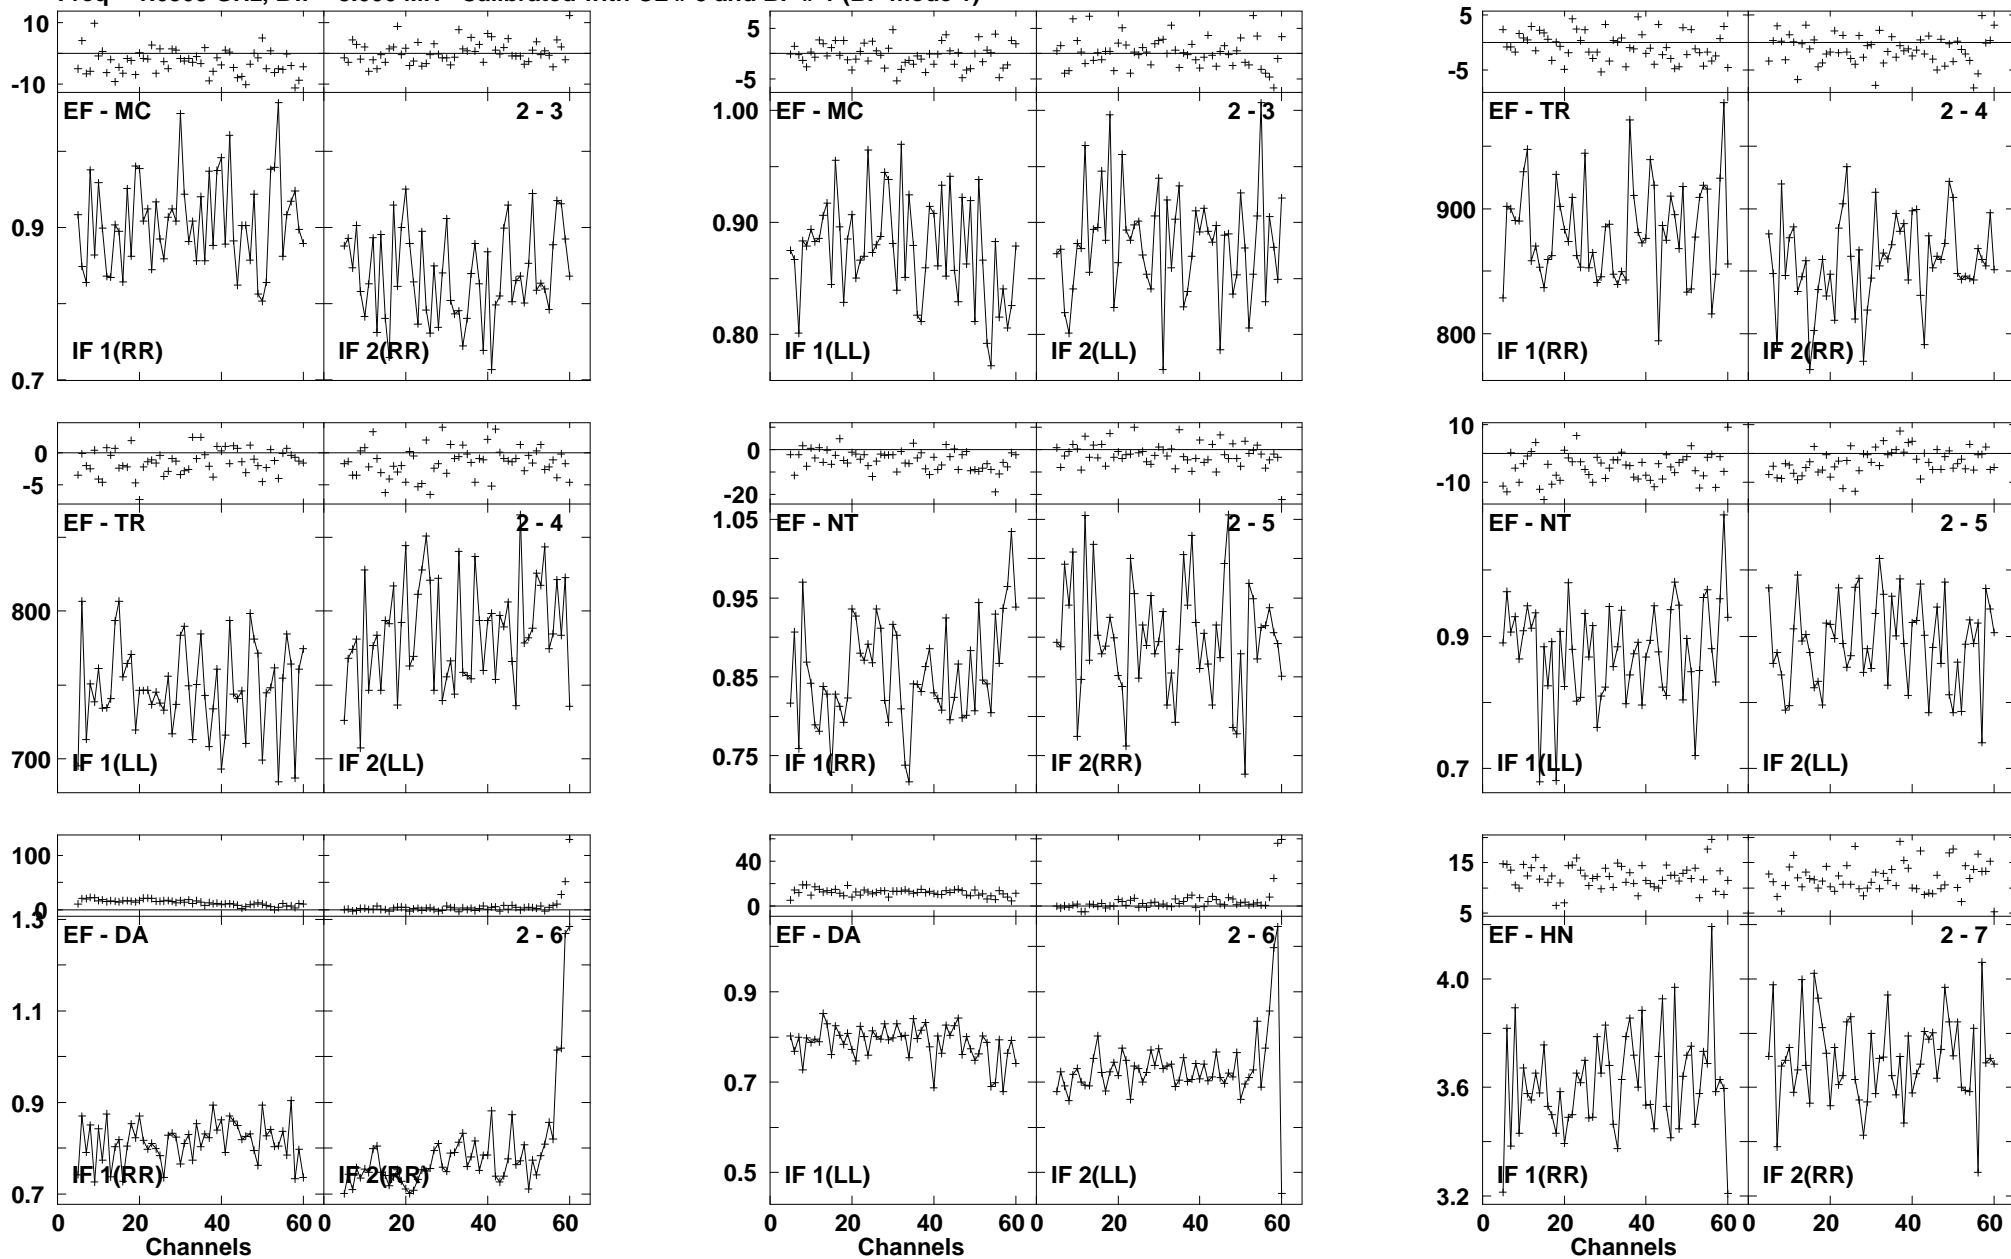 10
-10
EF - MC
2 - 3
0.9
0.7
IF 1(RR)
IF 2(RR)
5
-5
EF - MC
2 - 3
1.00
0.90
0.80
IF 1(LL)
IF 2(LL)
5
-5
EF - TR
2 - 4
900
800
IF 1(RR)
IF 2(RR)
0
-5
EF - TR
2 - 4
800
700
IF 1(LL)
IF 2(LL)
0
-20
EF - NT
2 - 5
1.05
0.95
0.85
0.75
IF 1(RR)
IF 2(RR)
10
-10
EF - NT
2 - 5
0.9
0.7
IF 1(LL)
IF 2(LL)
100
0
EF - DA
2 - 6
1.3
1.1
0.9
0.7
IF 1(RR)
IF 2(RR)
0 20 40 60 0 20 40 60
Channels
40
0
EF - DA
2 - 6
0.9
0.7
0.5
IF 1(LL)
IF 2(LL)
0 20 40 60 0 20 40 60
Channels
15
5
EF - HN
2 - 7
4.0
3.6
3.2
IF 1(RR)
IF 2(RR)
0 20 40 60 0 20 40 60
Channels